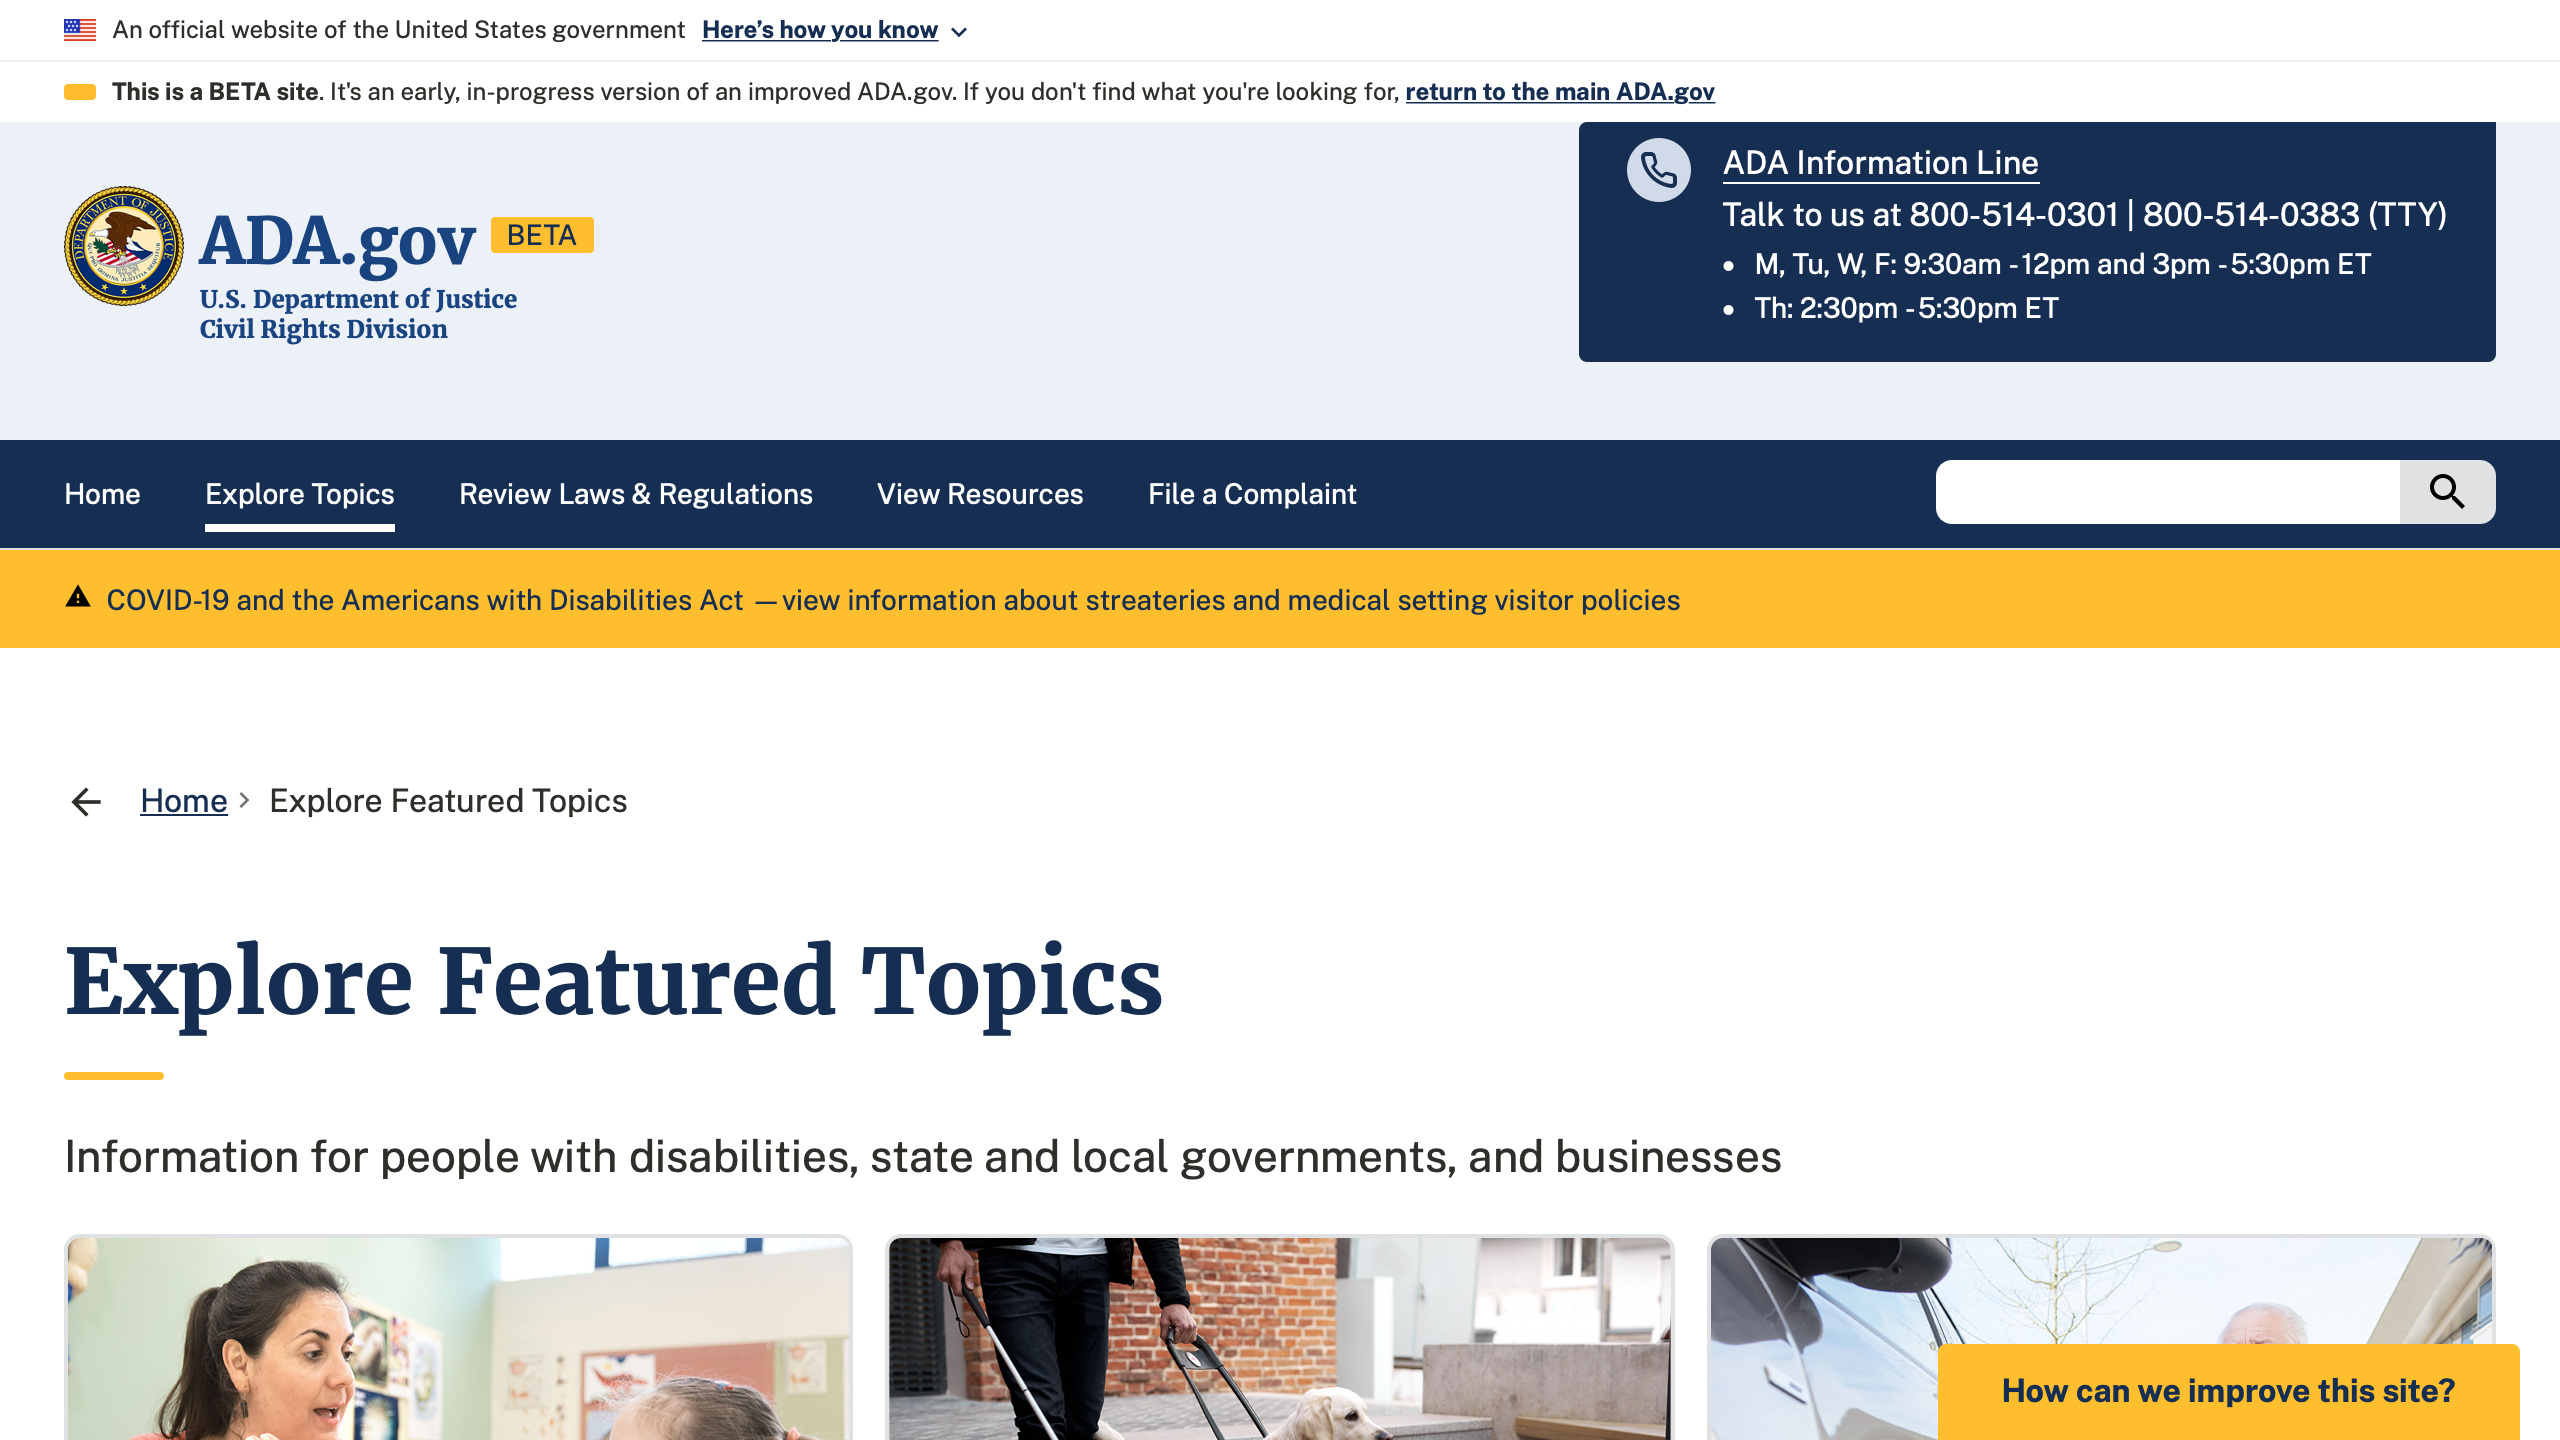 An official website of the United States government Here’s how you know
This is a BETA site. It's an early, in-progress version of an improved ADA.gov. If you don't find what you're looking for, return to the main ADA.gov
ADA.gov BETA
U.S. Department of Justice
Civil Rights Division
ADA Information Line
Talk to us at 800-514-0301 | 800-514-0383 (TTY)
M, Tu, W, F: 9:30am - 12pm and 3pm - 5:30pm ET
Th: 2:30pm - 5:30pm ET
Home Explore Topics Review Laws & Regulations View Resources File a Complaint
COVID-19 and the Americans with Disabilities Act — view information about streateries and medical setting visitor policies
Home Explore Featured Topics
Explore Featured Topics
Information for people with disabilities, state and local governments, and businesses
How can we improve this site?